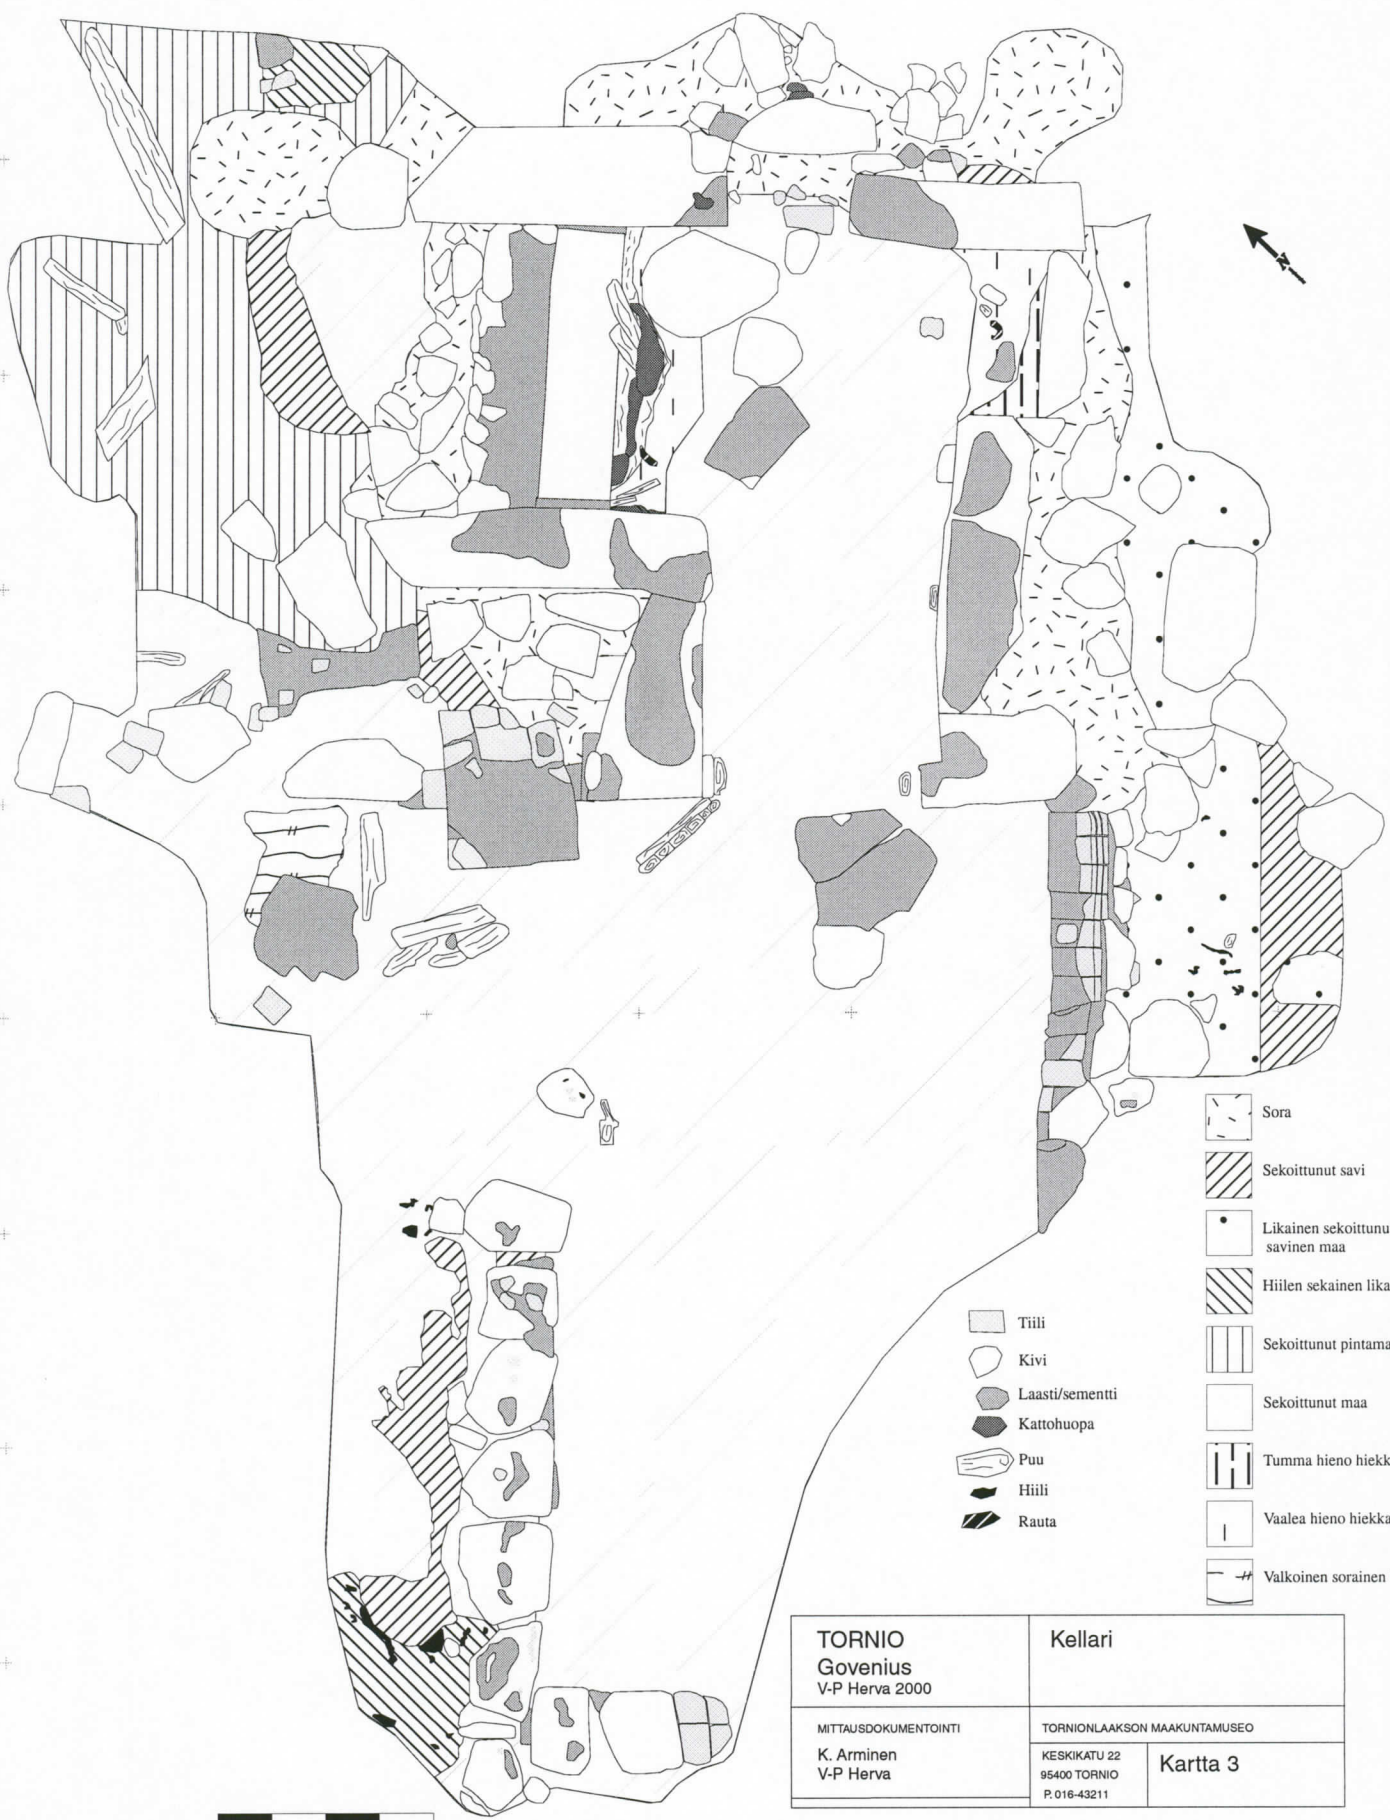 N
Sora
Sekoittunut savi
Likainen sekoittunu
savinen maa
Hiilen sekainen lika
Sekoittunut pintama
Tiili
Kivi
Laasti/sementti
Kattohuopa
Puu
Hiili
Rauta
Sekoittunut maa
Tumma hieno hiekk
Vaalea hieno hiekka
Valkoinen sorainen
TORNIO
Govenius
V-P Herva 2000
Kellari
MITTAUSDOKUMENTOINTI
K. Arminen
V-P Herva
TORNIONLAAKSON MAAKUNTAMUSEO
KESKIKATU 22
95400 TORNIO
P. 016-43211
Kartta 3